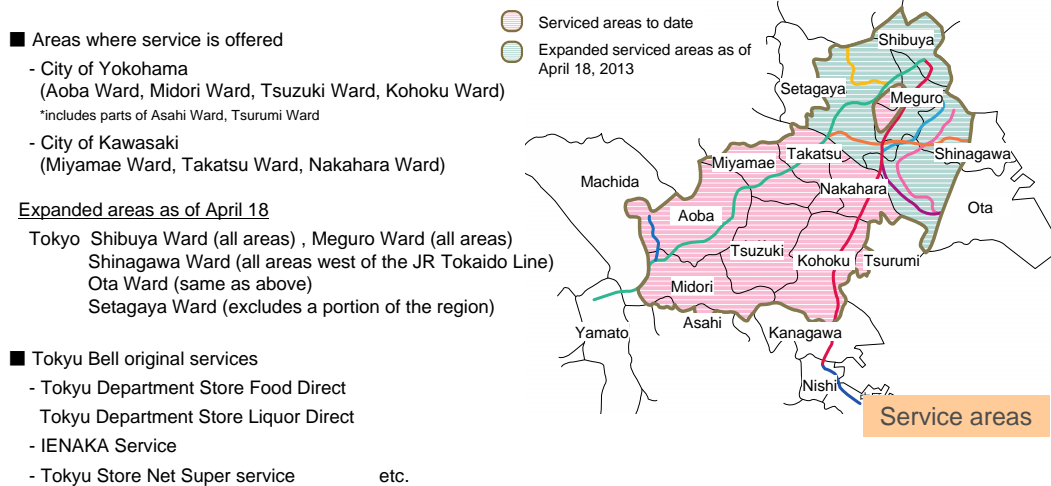 ■ Areas where service is offered
- City of Yokohama
(Aoba Ward, Midori Ward, Tsuzuki Ward, Kohoku Ward)
*includes parts of Asahi Ward, Tsurumi Ward
- City of Kawasaki
(Miyamae Ward, Takatsu Ward, Nakahara Ward)
Expanded areas as of April 18
Tokyo Shibuya Ward (all areas) , Meguro Ward (all areas)
Shinagawa Ward (all areas west of the JR Tokaido Line)
Ota Ward (same as above)
Setagaya Ward (excludes a portion of the region)
■ Tokyu Bell original services
- Tokyu Department Store Food Direct
Tokyu Department Store Liquor Direct
- IENAKA Service
- Tokyu Store Net Super service etc.
Serviced areas to date
Expanded serviced areas as of
April 18, 2013
Shibuya
Setagaya
Meguro
Shinagawa
Takatsu
Miyamae
Machida
Nakahara
Ota
Aoba
Tsuzuki
Kohoku
Tsurumi
Midori
Asahi
Yamato
Kanagawa
Nishi
Service areas